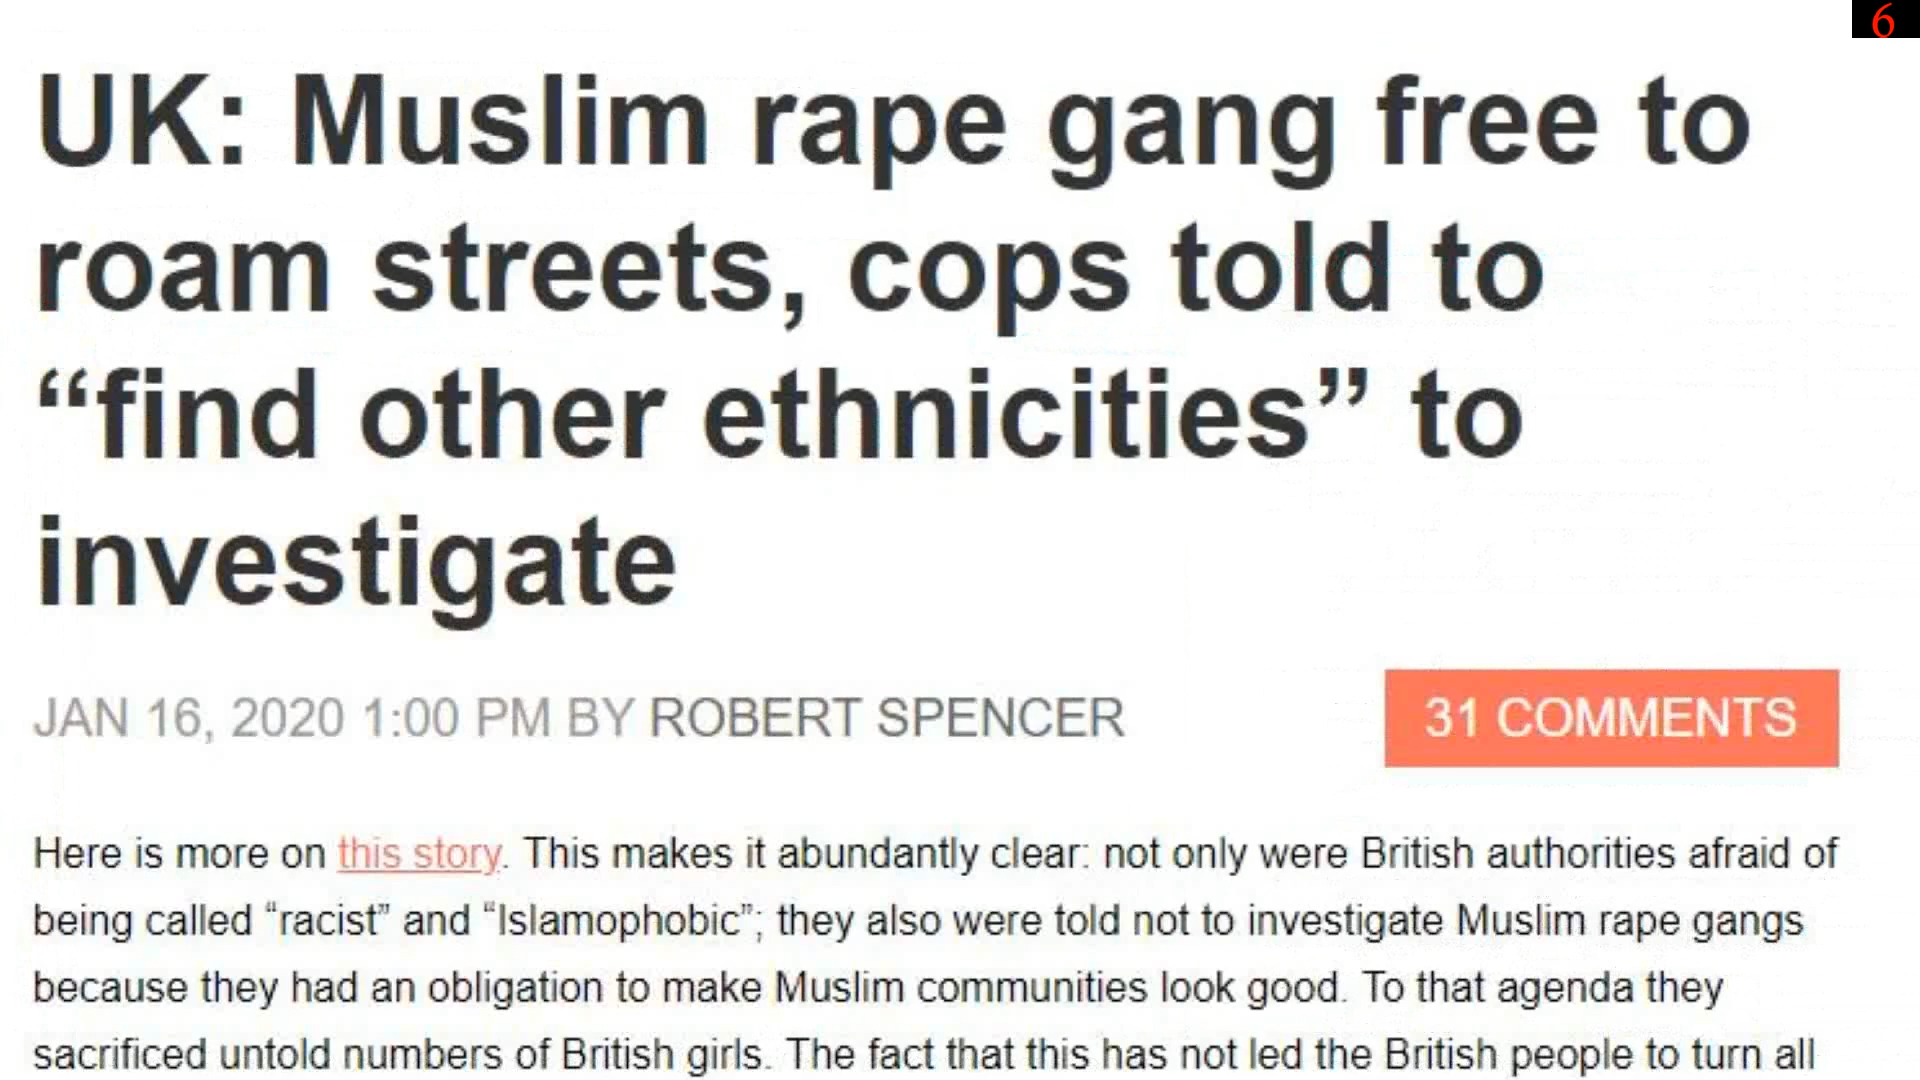 6
UK: Muslim rape gang free to
roam streets, cops told to
“find other ethnicities” to
investigate
JAN 16, 2020 1:00 PM BY ROBERT SPENCER
31 COMMENTS
Here is more on this story. This makes it abundantly clear: not only were British authorities afraid of
being called “racist” and “Islamophobic”; they also were told not to investigate Muslim rape gangs
because they had an obligation to make Muslim communities look good. To that agenda they
sacrificed untold numbers of British girls. The fact that this has not led the British people to turn all